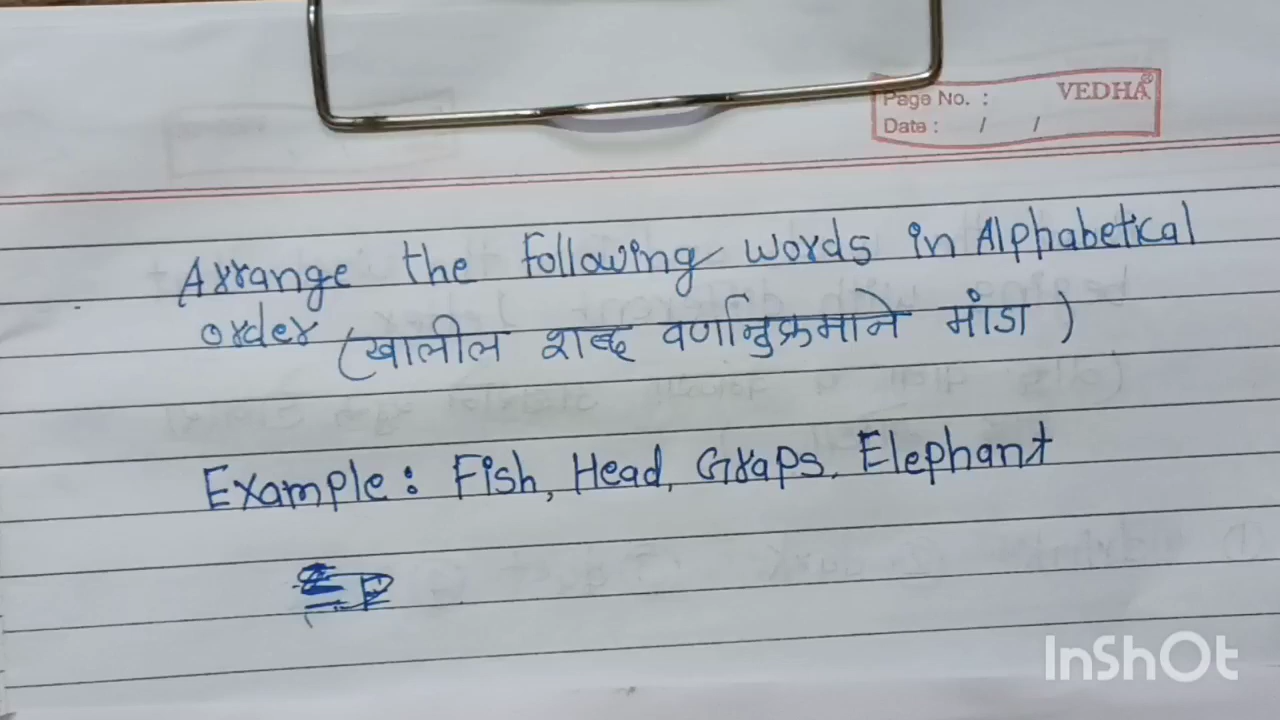 Page No. : VEDHA®
Date : / /
Arrange the Following words in Alphabetical
order (खालील शब्द वर्णानुक्रमाने मांडा)
Example: Fish, Head, Graps, Elephant
InShOt